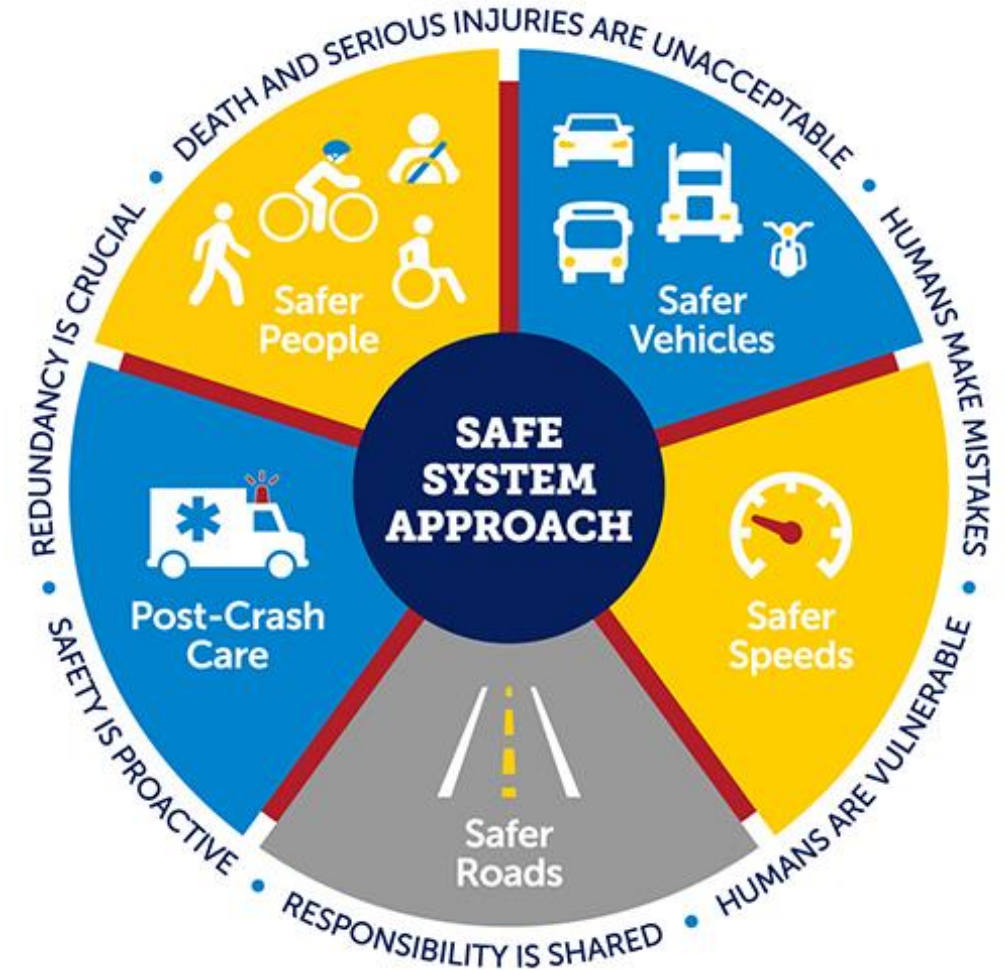 DEATH AND SERIOUS INJURIES ARE UNACCEPTABLE
HUMANS MAKE MISTAKES
HUMANS ARE VULNERABLE
RESPONSIBILITY IS SHARED
SAFETY IS PROACTIVE
REDUNDANCY IS CRUCIAL
Safer
People
Safer
Vehicles
SAFE
SYSTEM
APPROACH
Safer
Speeds
Safer
Roads
Post-Crash
Care